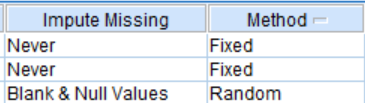 Impute Missing Method
Never Fixed
Never Fixed
Blank & Null Values Random